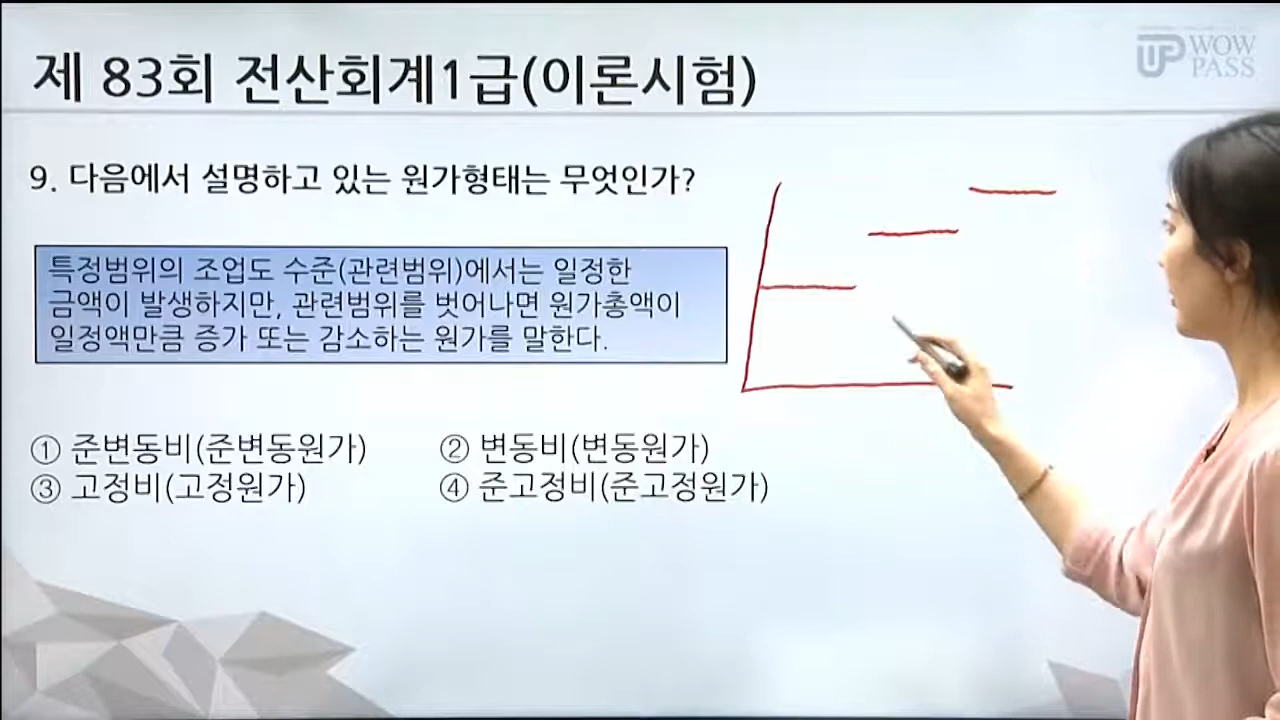 제 83회 전산회계1급(이론시험)
UP WOW
PASS
9. 다음에서 설명하고 있는 원가형태는 무엇인가?
특정범위의 조업도 수준(관련범위)에서는 일정한
금액이 발생하지만, 관련범위를 벗어나면 원가총액이
일정액만큼 증가 또는 감소하는 원가를 말한다.
① 준변동비(준변동원가) ② 변동비(변동원가)
③ 고정비(고정원가) ④ 준고정비(준고정원가)